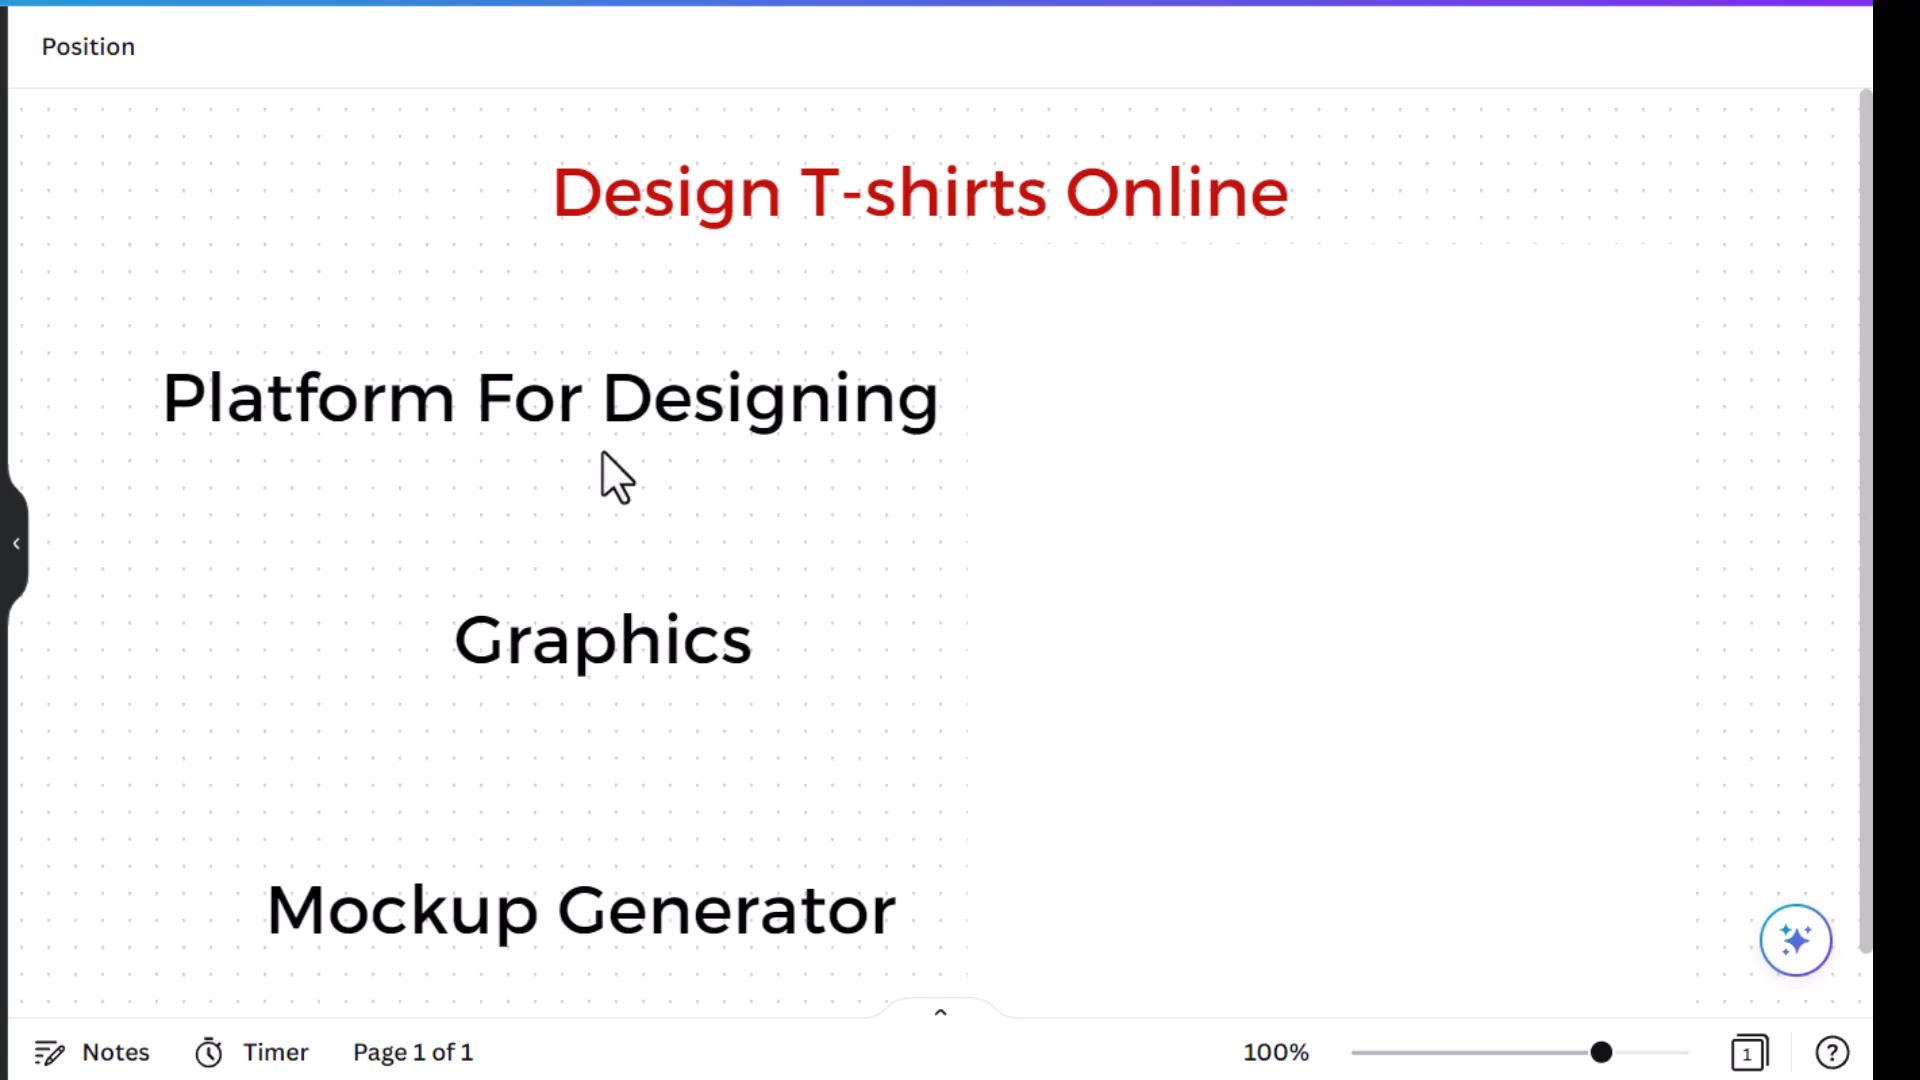 Position
Design T-shirts Online
Platform For Designing
Graphics
Mockup Generator
Notes
Timer
Page 1 of 1
100%
1
?